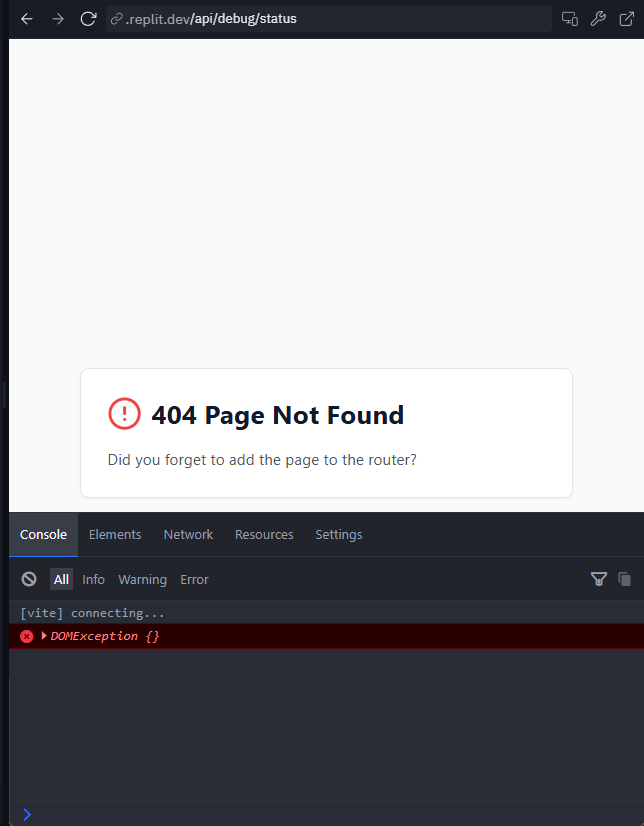 .replit.dev/api/debug/status
404 Page Not Found
Did you forget to add the page to the router?
Console Elements Network Resources Settings
All Info Warning Error
[vite] connecting...
DOMException {}